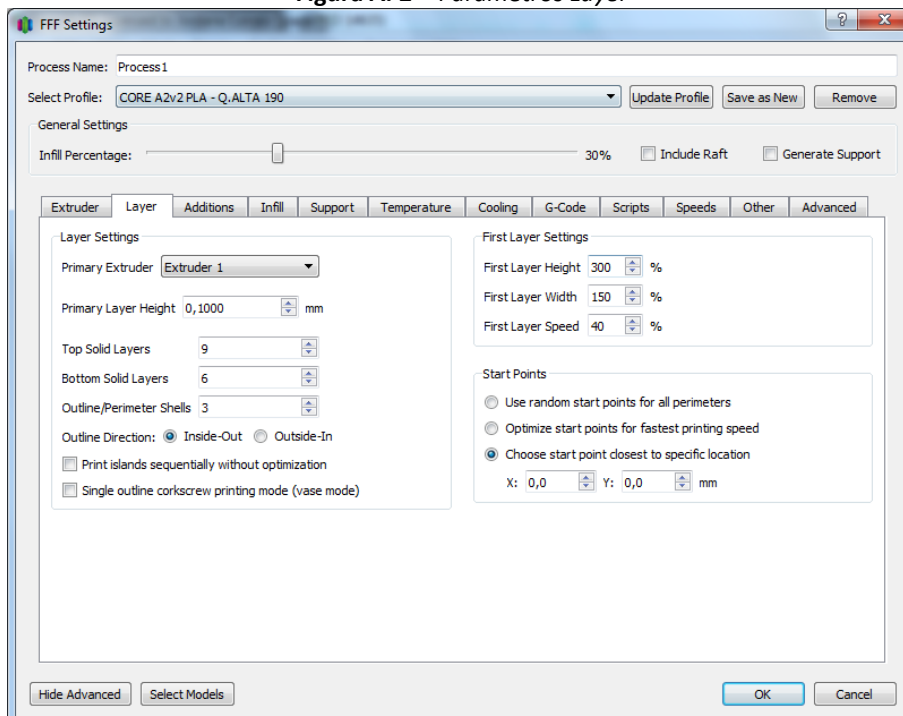 FFF Settings
Process Name: Process1
Select Profile: CORE A2v2 PLA - Q.ALTA 190 Update Profile Save as New Remove
General Settings
Infill Percentage: 30% Include Raft Generate Support
Extruder Layer Additions Infill Support Temperature Cooling G-Code Scripts Speeds Other Advanced
Layer Settings
Primary Extruder Extruder 1
Primary Layer Height 0,1000 mm
Top Solid Layers 9
Bottom Solid Layers 6
Outline/Perimeter Shells 3
Outline Direction: Inside-Out Outside-In
Print islands sequentially without optimization
Single outline corkscrew printing mode (vase mode)
First Layer Settings
First Layer Height 300 %
First Layer Width 150 %
First Layer Speed 40 %
Start Points
Use random start points for all perimeters
Optimize start points for fastest printing speed
Choose start point closest to specific location
X: 0,0 Y: 0,0 mm
Hide Advanced Select Models OK Cancel